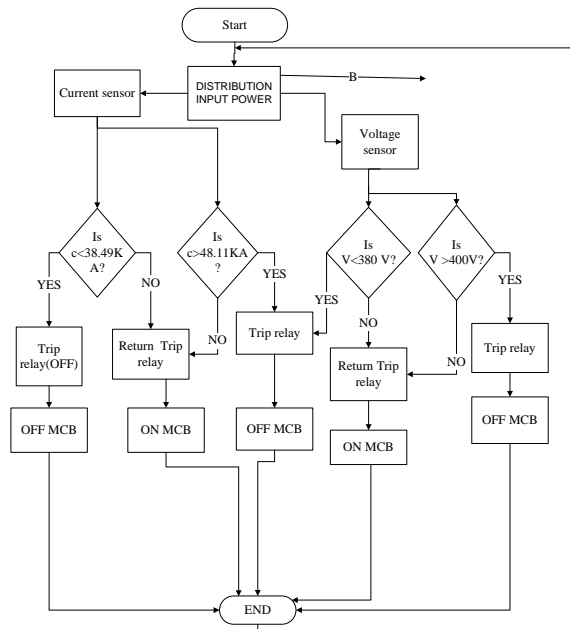 Start
DISTRIBUTION
INPUT POWER
B
Current sensor
Voltage
sensor
Is
c<38.49K
A?
Is
c>48.11KA
?
Is
V<380 V?
Is
V >400V?
YES
NO
YES
NO
YES
NO
YES
NO
Trip
relay(OFF)
Return Trip
relay
Trip relay
Return Trip
relay
Trip relay
OFF MCB
ON MCB
OFF MCB
ON MCB
OFF MCB
END